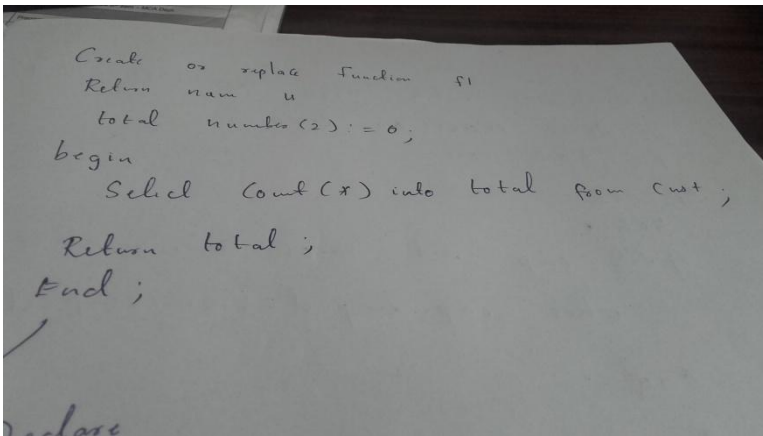 Create or replace function f1
Return num
total number(2) := 0;
begin
Select Count(*) into total from Cust;
Return total;
End;
/
Declare